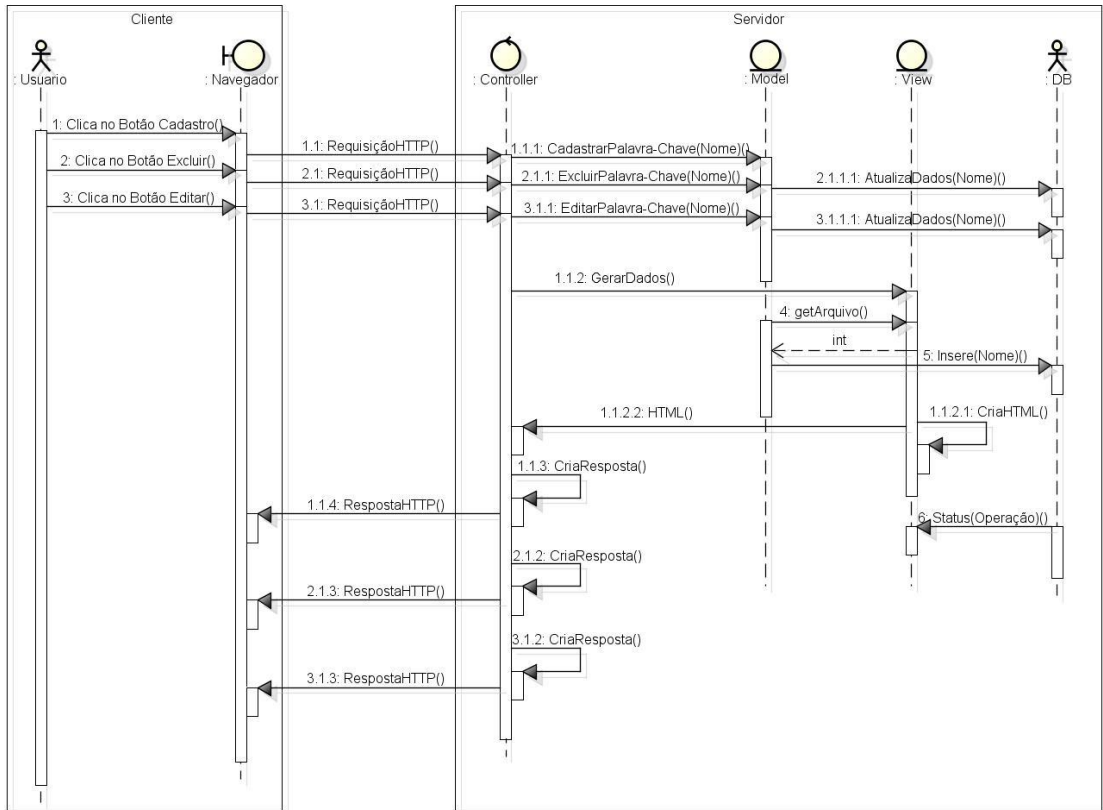 Cliente
Servidor
: Usuario
: Navegador
: Controller
: Model
: View
: DB
1: Clica no Botão Cadastro()
1.1: RequisiçãoHTTP()
1.1.1: CadastrarPalavra-Chave(Nome)()
2: Clica no Botão Excluir()
2.1: RequisiçãoHTTP()
2.1.1: ExcluirPalavra-Chave(Nome)()
2.1.1.1: AtualizaDados(Nome)()
3: Clica no Botão Editar()
3.1: RequisiçãoHTTP()
3.1.1: EditarPalavra-Chave(Nome)()
3.1.1.1: AtualizaDados(Nome)()
1.1.2: GerarDados()
4: getArquivo()
int
5: Insere(Nome)()
1.1.2.2: HTML()
1.1.2.1: CriaHTML()
1.1.3: CriaResposta()
1.1.4: RespostaHTTP()
6: Status(Operação)()
2.1.2: CriaResposta()
2.1.3: RespostaHTTP()
3.1.2: CriaResposta()
3.1.3: RespostaHTTP()